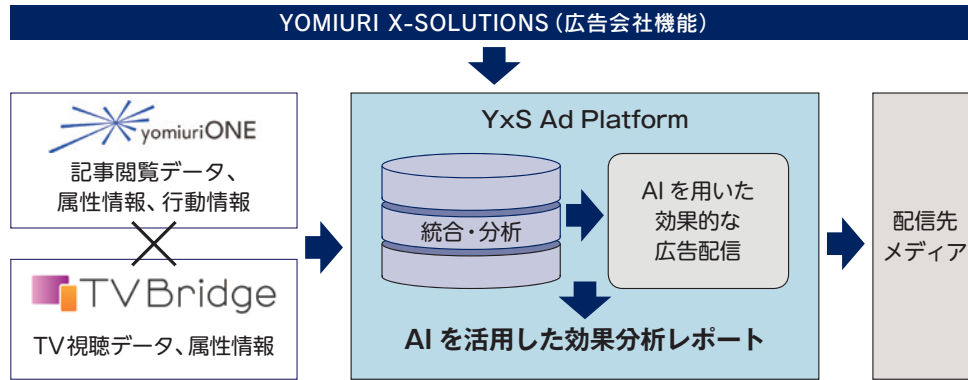 YOMIURI X-SOLUTIONS（広告会社機能）
yomiuriONE
記事閲覧データ、
属性情報、行動情報
TVBridge
TV視聴データ、属性情報
YxS Ad Platform
統合・分析
AIを用いた
効果的な
広告配信
AIを活用した効果分析レポート
配信先
メディア